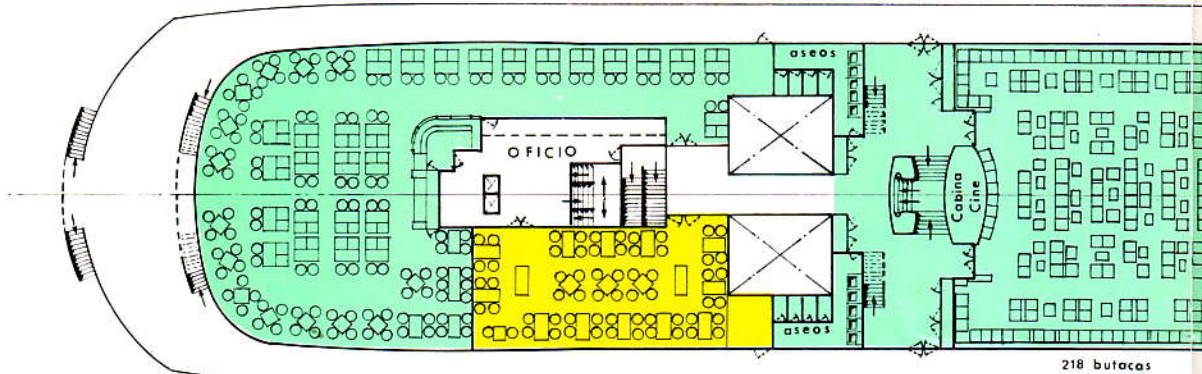 aseos
OFICIO
Cabina
Cine
aseos
218 butacas